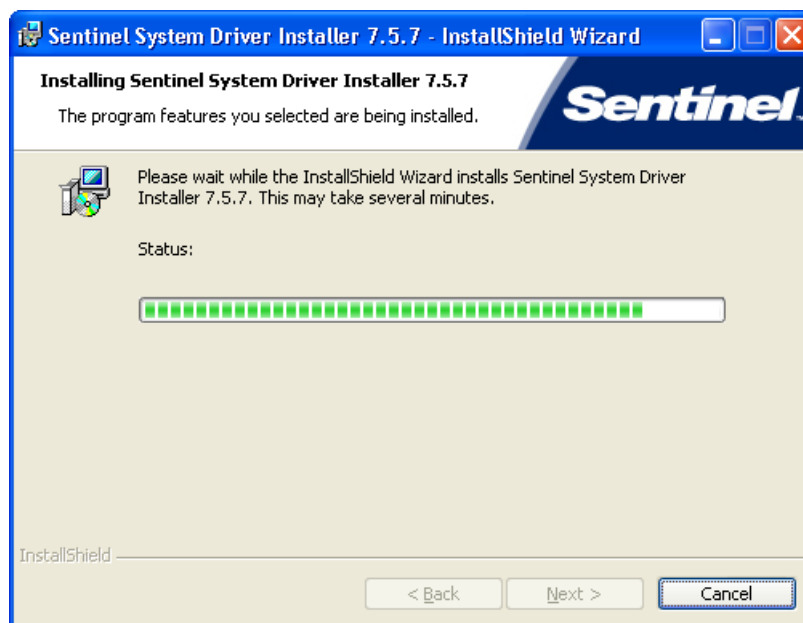 Sentinel System Driver Installer 7.5.7 - InstallShield Wizard
Installing Sentinel System Driver Installer 7.5.7
The program features you selected are being installed.
Sentinel
Please wait while the InstallShield Wizard installs Sentinel System Driver
Installer 7.5.7. This may take several minutes.
Status:
InstallShield
< Back
Next >
Cancel